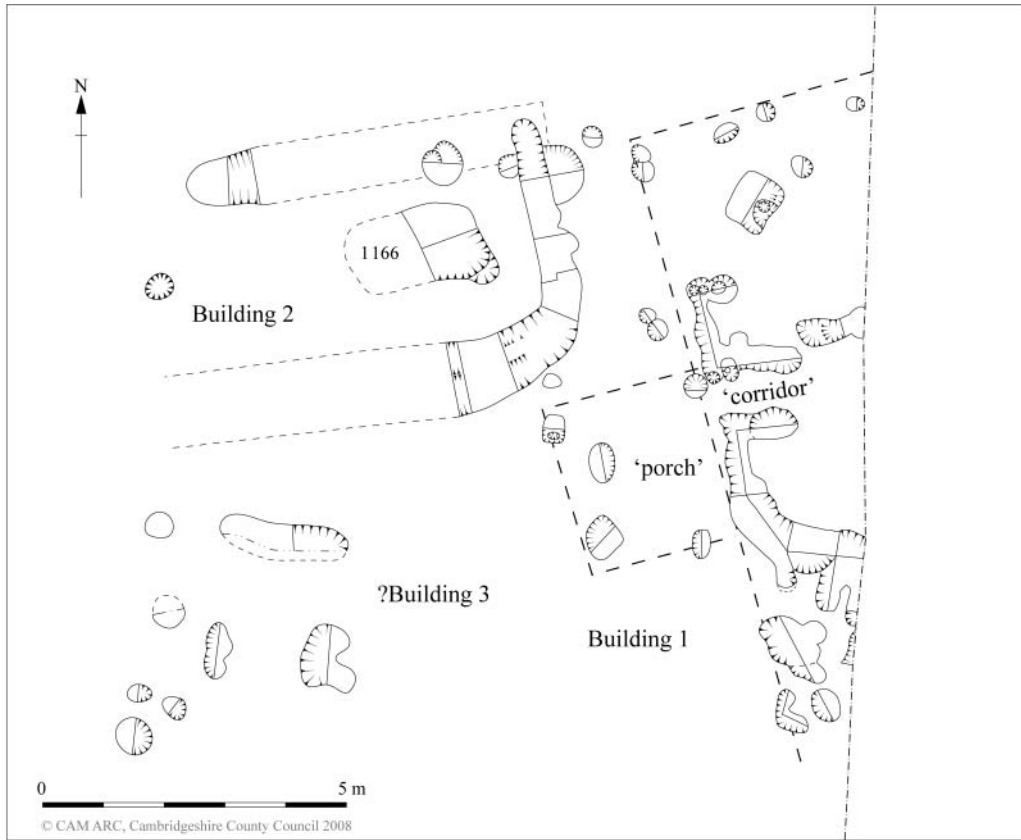 N
1166
Building 2
'corridor'
'porch'
?Building 3
Building 1
0 5 m
© CAM ARC, Cambridgeshire County Council 2008